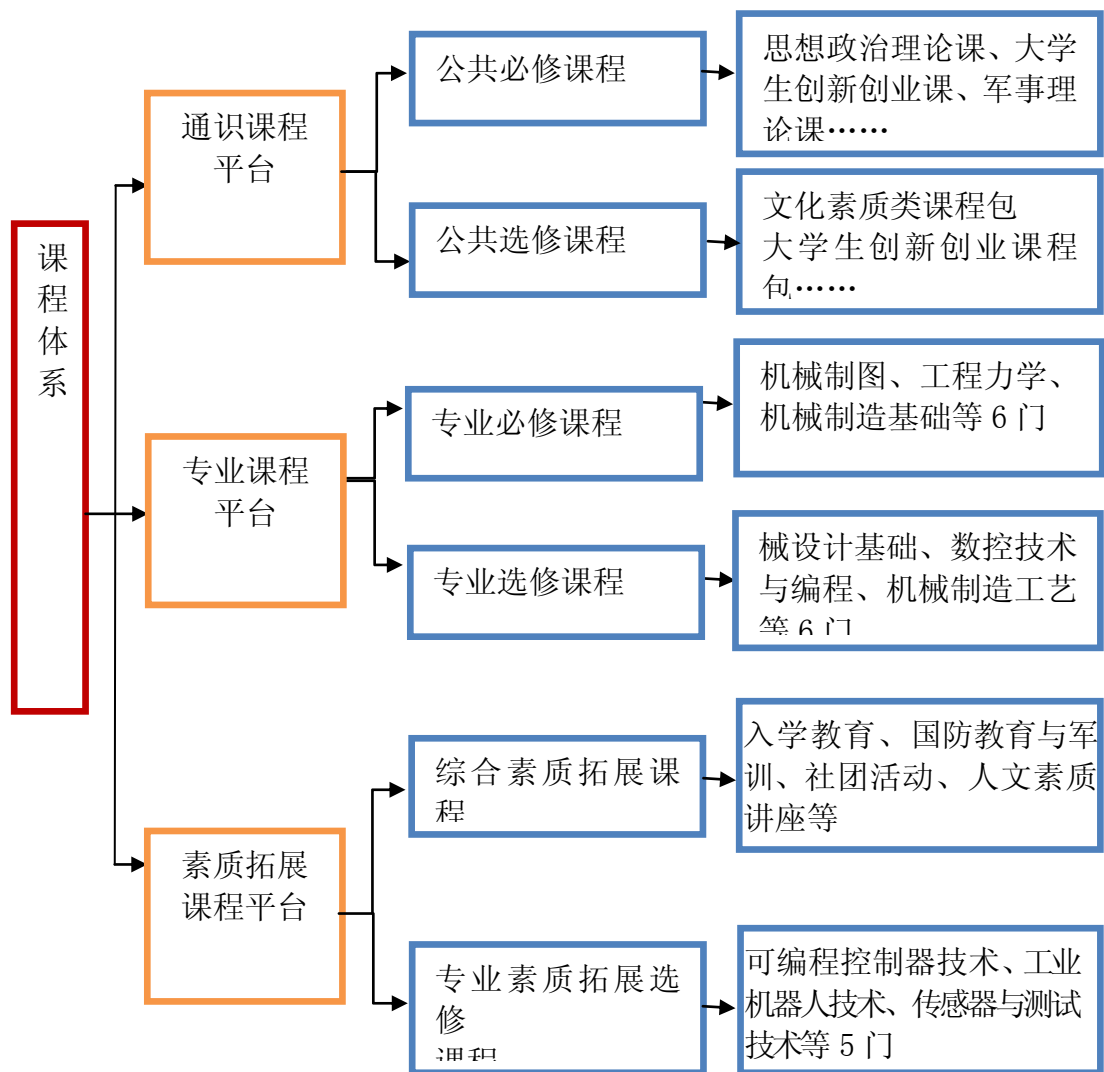 课
程
体
系
通识课程
平台
公共必修课程
思想政治理论课、大学
生创新创业课、军事理
论课……
公共选修课程
文化素质类课程包
大学生创新创业课程
包……
专业课程
平台
专业必修课程
机械制图、工程力学、
机械制造基础等 6 门
专业选修课程
械设计基础、数控技术
与编程、机械制造工艺
等 6 门
素质拓展
课程平台
综合素质拓展课
程
入学教育、国防教育与军
训、社团活动、人文素质
讲座等
专业素质拓展选
修
课程
可编程控制器技术、工业
机器人技术、传感器与测试
技术等 5 门